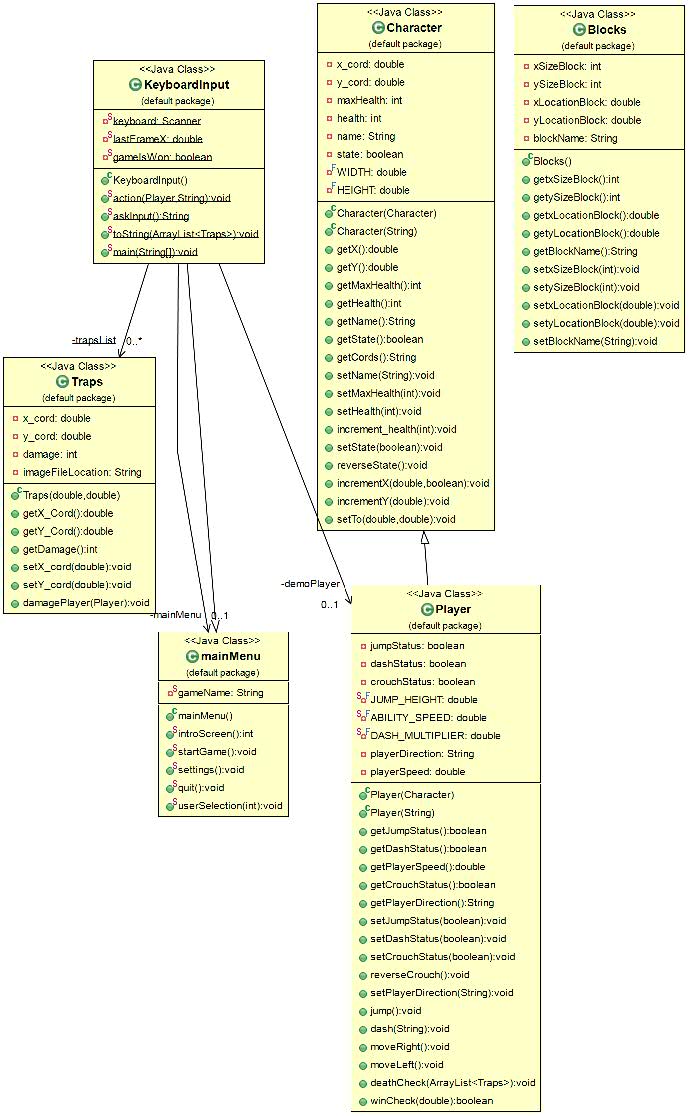 <<Java Class>>
KeyboardInput
(default package)
keyboard: Scanner
lastFrameX: double
gameIsWon: boolean
KeyboardInput()
action(Player,String):void
askInput():String
toString(ArrayList<Traps>):void
main(String[]):void
<<Java Class>>
Character
(default package)
x_cord: double
y_cord: double
maxHealth: int
health: int
name: String
state: boolean
WIDTH: double
HEIGHT: double
Character(Character)
Character(String)
getX():double
getY():double
getMaxHealth():int
getHealth():int
getName():String
getState():boolean
getCords():String
setName(String):void
setMaxHealth(int):void
setHealth(int):void
increment_health(int):void
setState(boolean):void
reverseState():void
incrementX(double,boolean):void
incrementY(double):void
setTo(double,double):void
<<Java Class>>
Blocks
(default package)
xSizeBlock: int
ySizeBlock: int
xLocationBlock: double
yLocationBlock: double
blockName: String
Blocks()
getxSizeBlock():int
getySizeBlock():int
getxLocationBlock():double
getyLocationBlock():double
getBlockName():String
setxSizeBlock(int):void
setySizeBlock(int):void
setxLocationBlock(double):void
setyLocationBlock(double):void
setBlockName(String):void
-trapsList 0..*
<<Java Class>>
Traps
(default package)
x_cord: double
y_cord: double
damage: int
imageFileLocation: String
Traps(double,double)
getX_Cord():double
getY_Cord():double
getDamage():int
setX_cord(double):void
setY_cord(double):void
damagePlayer(Player):void
-mainMenu 0..1
<<Java Class>>
mainMenu
(default package)
gameName: String
mainMenu()
introScreen():int
startGame():void
settings():void
quit():void
userSelection(int):void
-demoPlayer
0..1
<<Java Class>>
Player
(default package)
jumpStatus: boolean
dashStatus: boolean
crouchStatus: boolean
JUMP_HEIGHT: double
ABILITY_SPEED: double
DASH_MULTIPLIER: double
playerDirection: String
playerSpeed: double
Player(Character)
Player(String)
getJumpStatus():boolean
getDashStatus():boolean
getPlayerSpeed():double
getCrouchStatus():boolean
getPlayerDirection():String
setJumpStatus(boolean):void
setDashStatus(boolean):void
setCrouchStatus(boolean):void
reverseCrouch():void
setPlayerDirection(String):void
jump():void
dash(String):void
moveRight():void
moveLeft():void
deathCheck(ArrayList<Traps>):void
winCheck(double):boolean